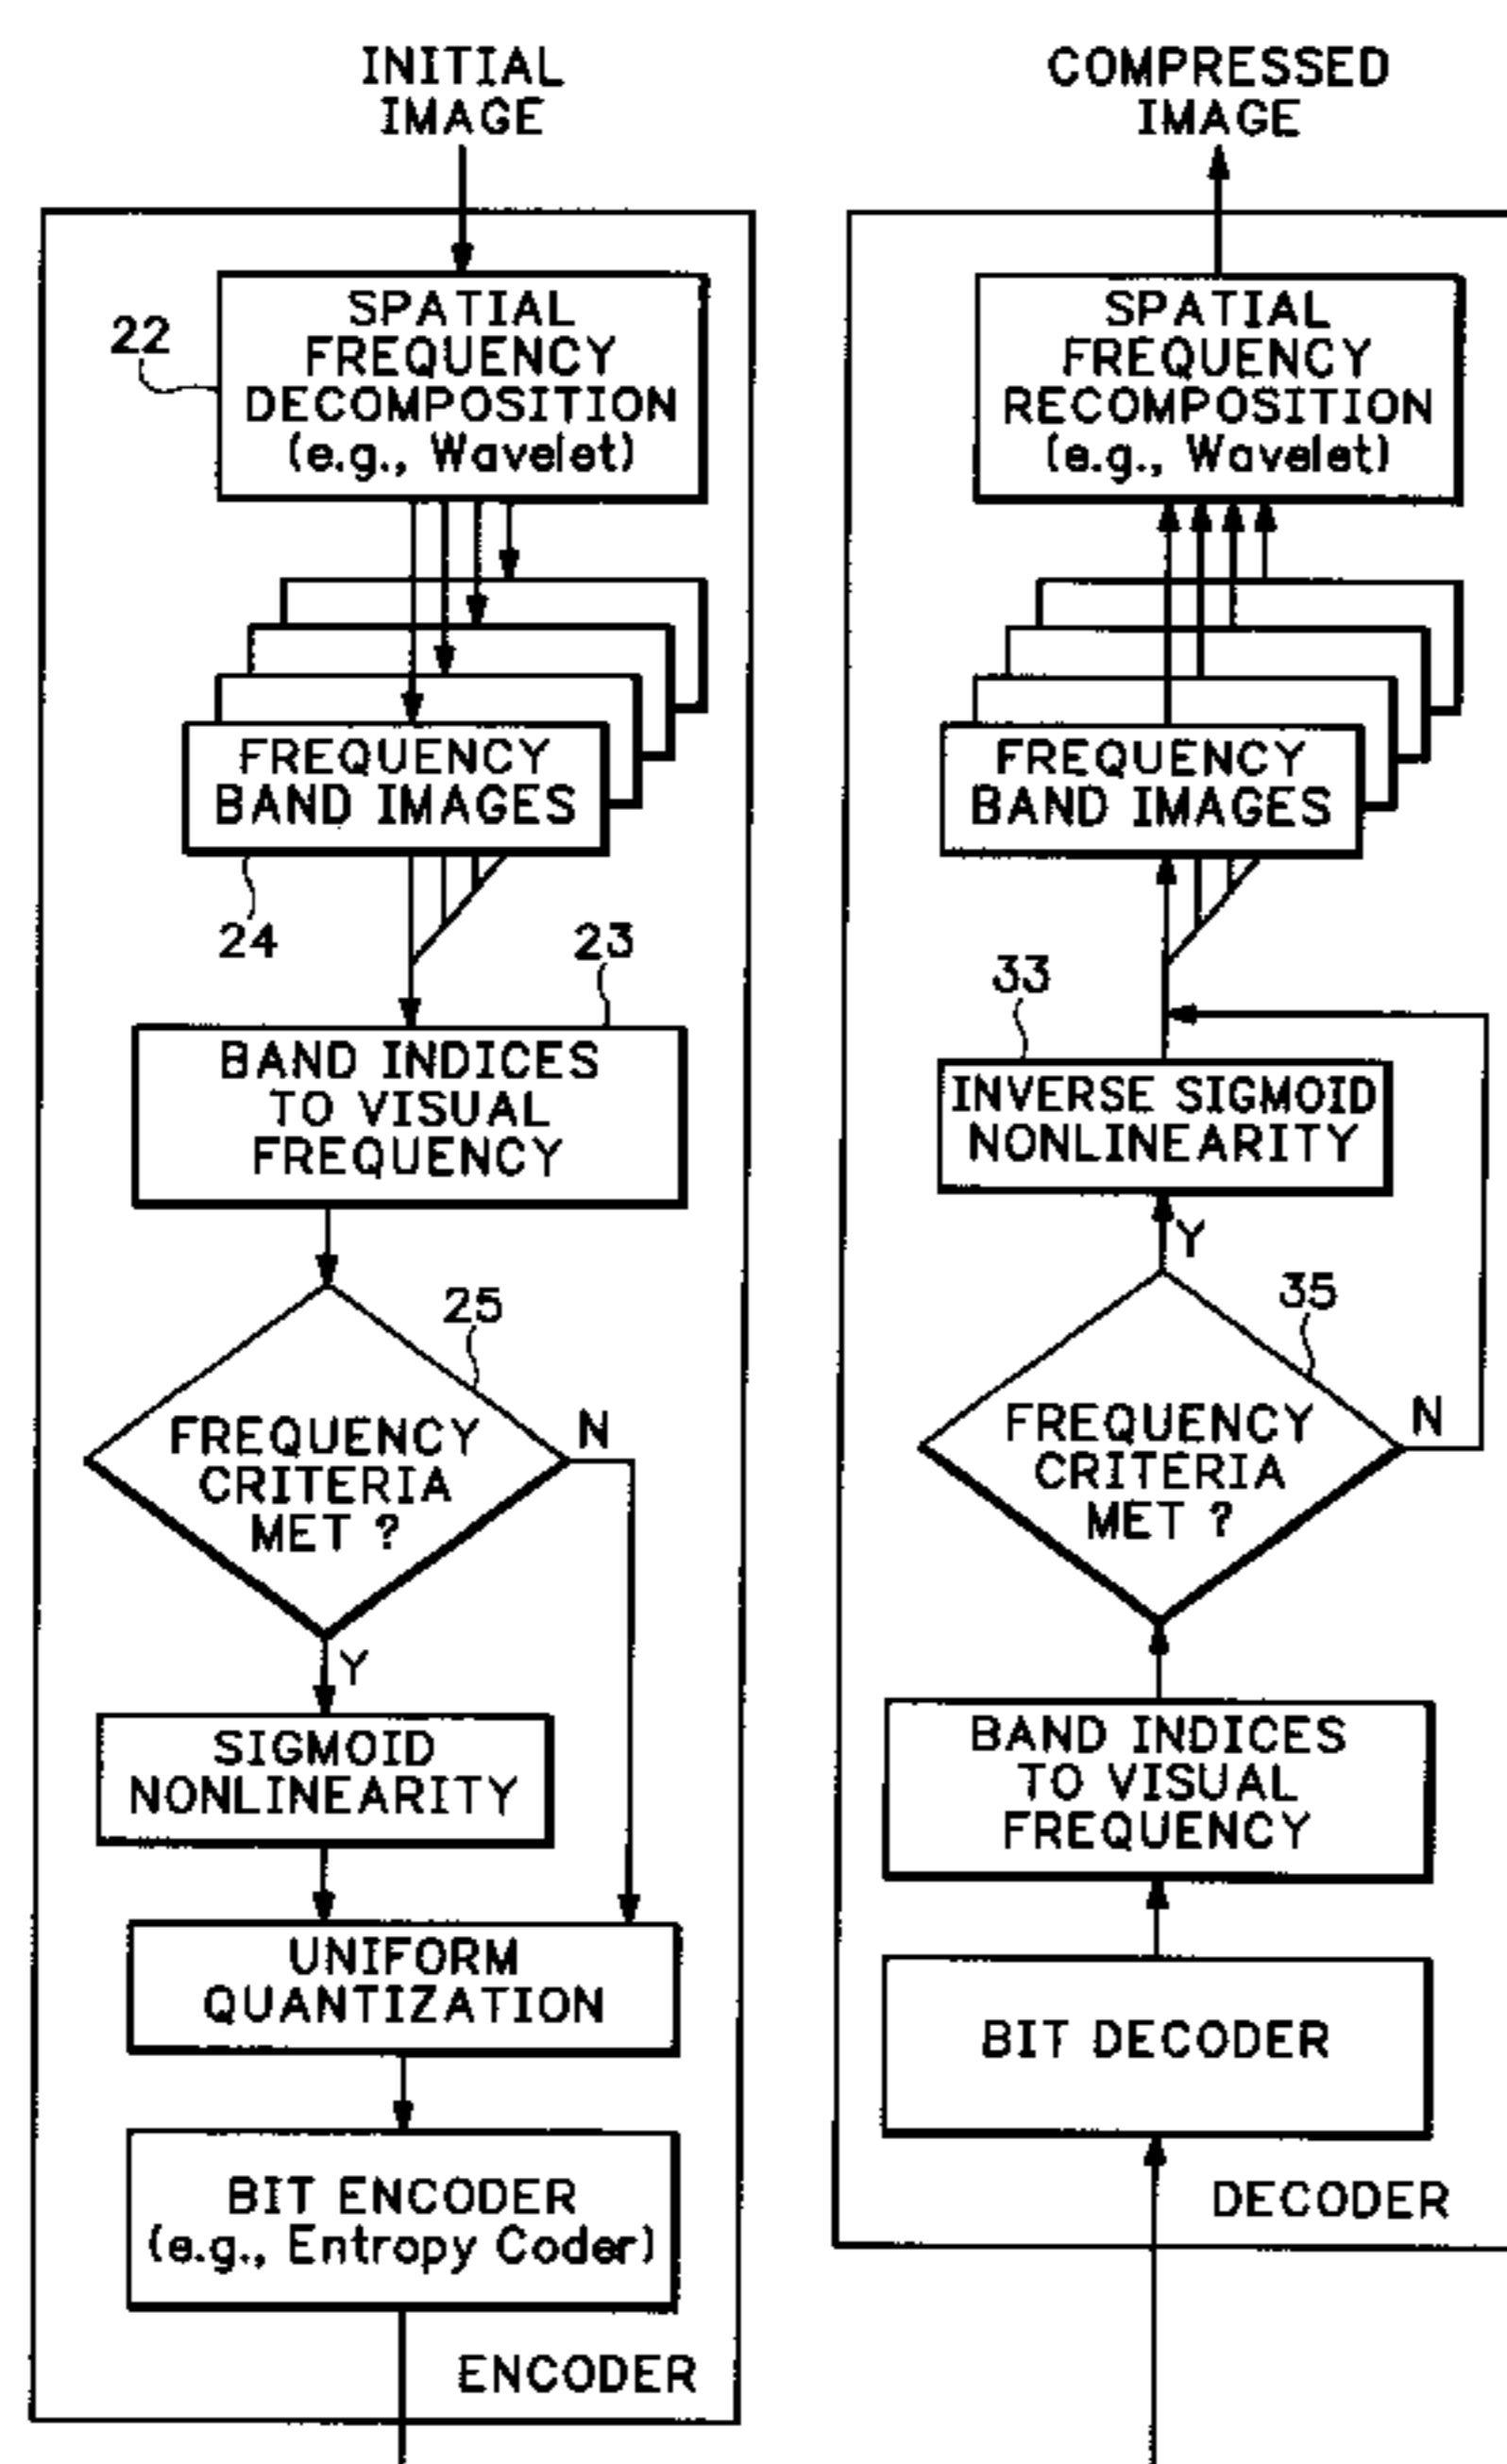 INITIAL
IMAGE
22
SPATIAL
FREQUENCY
DECOMPOSITION
(e.g., Wavelet)
FREQUENCY
BAND IMAGES
24
23
BAND INDICES
TO VISUAL
FREQUENCY
25
FREQUENCY
CRITERIA
MET ?
N
Y
SIGMOID
NONLINEARITY
UNIFORM
QUANTIZATION
BIT ENCODER
(e.g., Entropy Coder)
ENCODER
COMPRESSED
IMAGE
SPATIAL
FREQUENCY
RECOMPOSITION
(e.g., Wavelet)
FREQUENCY
BAND IMAGES
33
INVERSE SIGMOID
NONLINEARITY
Y
35
FREQUENCY
CRITERIA
MET ?
N
BAND INDICES
TO VISUAL
FREQUENCY
BIT DECODER
DECODER